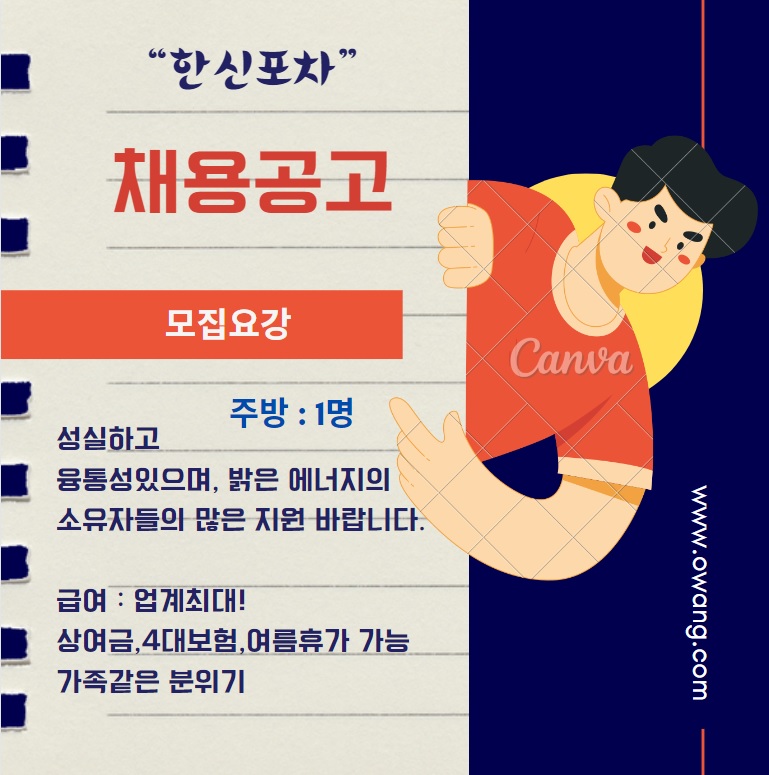 “한신포차”
채용공고
모집요강
주방 : 1명
성실하고
융통성있으며, 밝은 에너지의
소유자들의 많은 지원 바랍니다.
급여 : 업계최대!
상여금,4대보험,여름휴가 가능
가족같은 분위기
Canva
www.owang.com